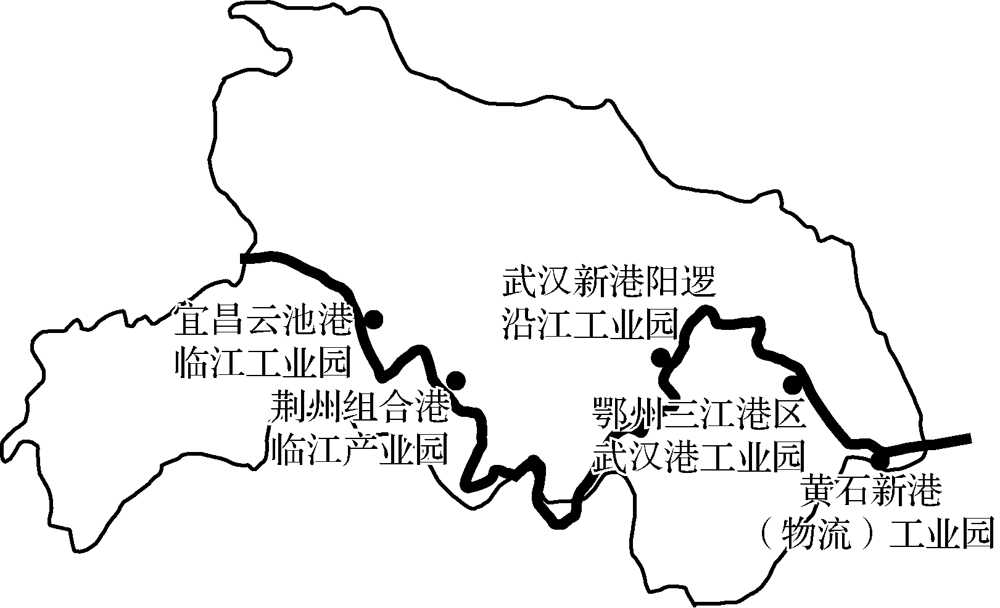 武汉新港阳逻
沿江工业园
宜昌云池港
临江工业园
荆州组合港
临江产业园
鄂州三江港区
武汉港工业园
黄石新港
（物流）工业园